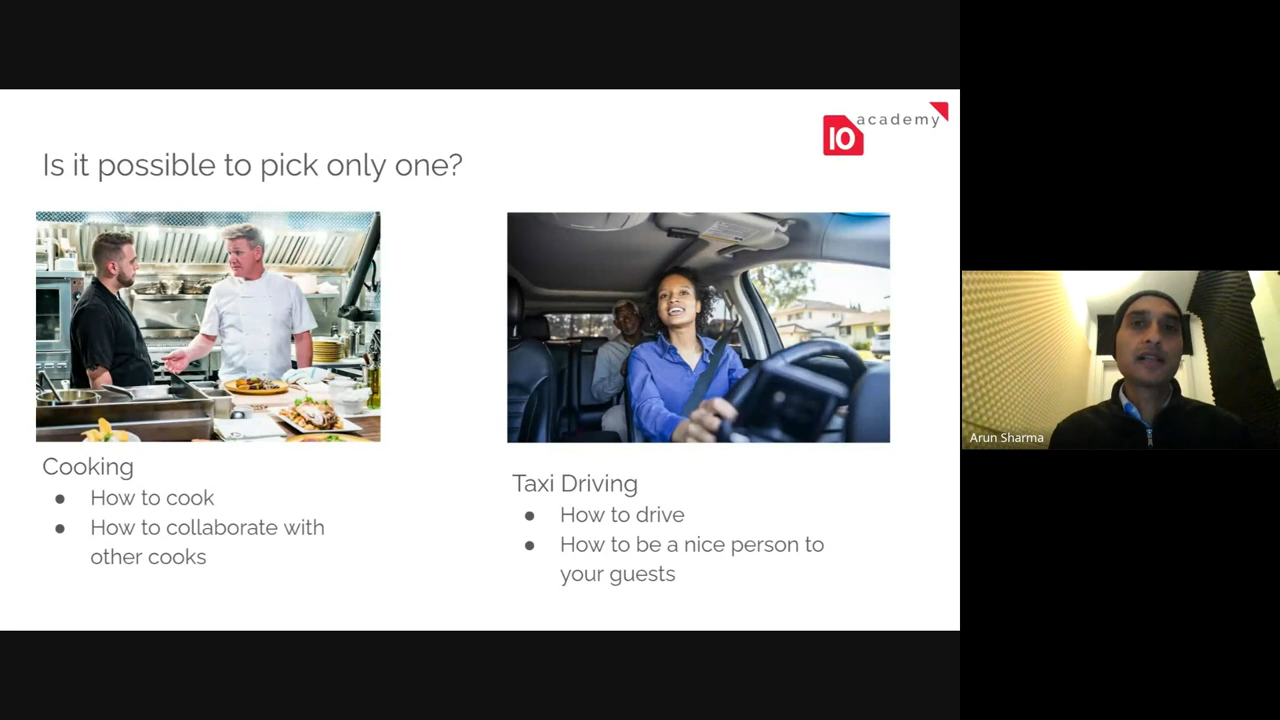 10 academy
Is it possible to pick only one?
Cooking
● How to cook
● How to collaborate with
other cooks
Taxi Driving
● How to drive
● How to be a nice person to
your guests
Arun Sharma